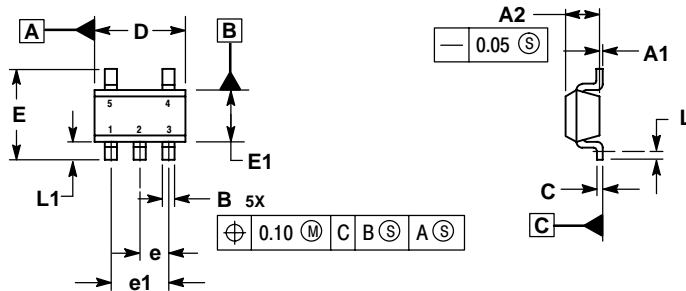 A
D
B
A2
— 0.05 Ⓢ
A1
E
5 4
1 2 3
E1
L
L1
B 5X
C
⌖ 0.10 Ⓜ C B Ⓢ A Ⓢ
C
e
e1